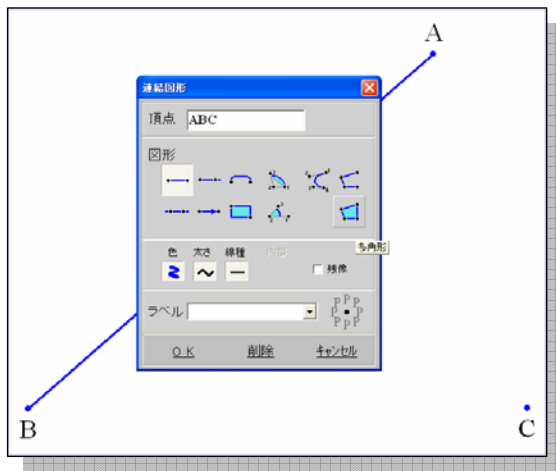 A
連結図形
頂点 ABC
図形
多角形
色 太さ 線種 内部
残像
ラベル
P P P
P P
P P P
OK 削除 キャンセル
B C